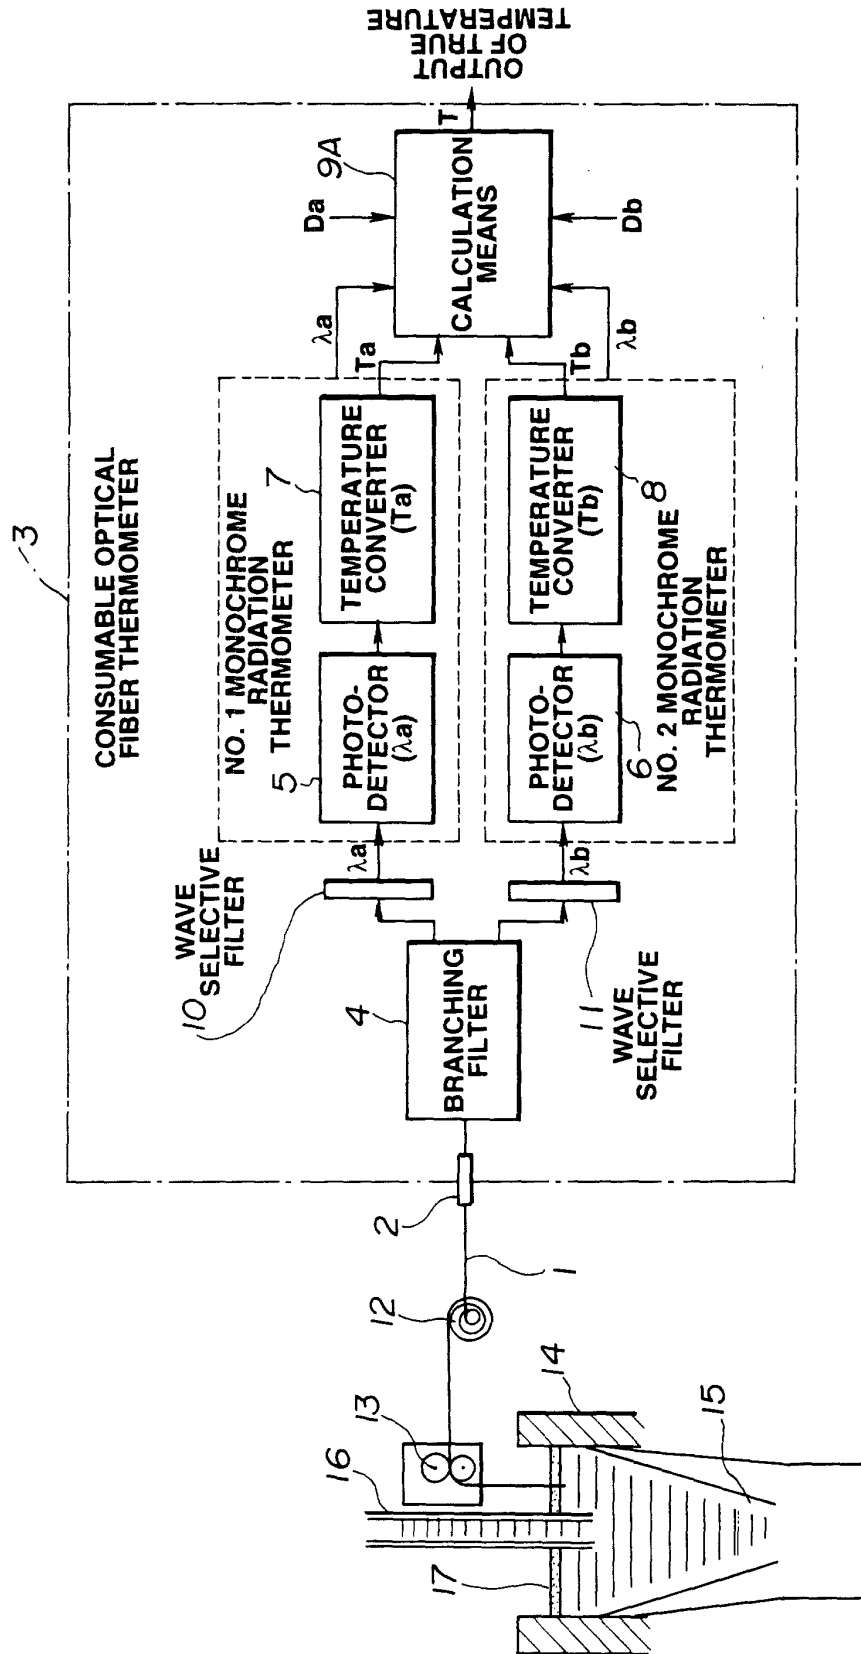 3
CONSUMABLE OPTICAL
FIBER THERMOMETER
NO. 1 MONOCHROME
RADIATION
THERMOMETER
5
PHOTO-
DETECTOR
(λa)
7
TEMPERATURE
CONVERTER
(Ta)
λa
Ta
Da
9A
CALCULATION
MEANS
T
OUTPUT
OF TRUE
TEMPERATURE
Db
λb
Tb
WAVE
SELECTIVE
FILTER
10
λa
4
BRANCHING
FILTER
λb
11
WAVE
SELECTIVE
FILTER
PHOTO-
DETECTOR
(λb)
6
TEMPERATURE
CONVERTER
(Tb)
8
NO. 2 MONOCHROME
RADIATION
THERMOMETER
2
1
12
13
16
14
15
17